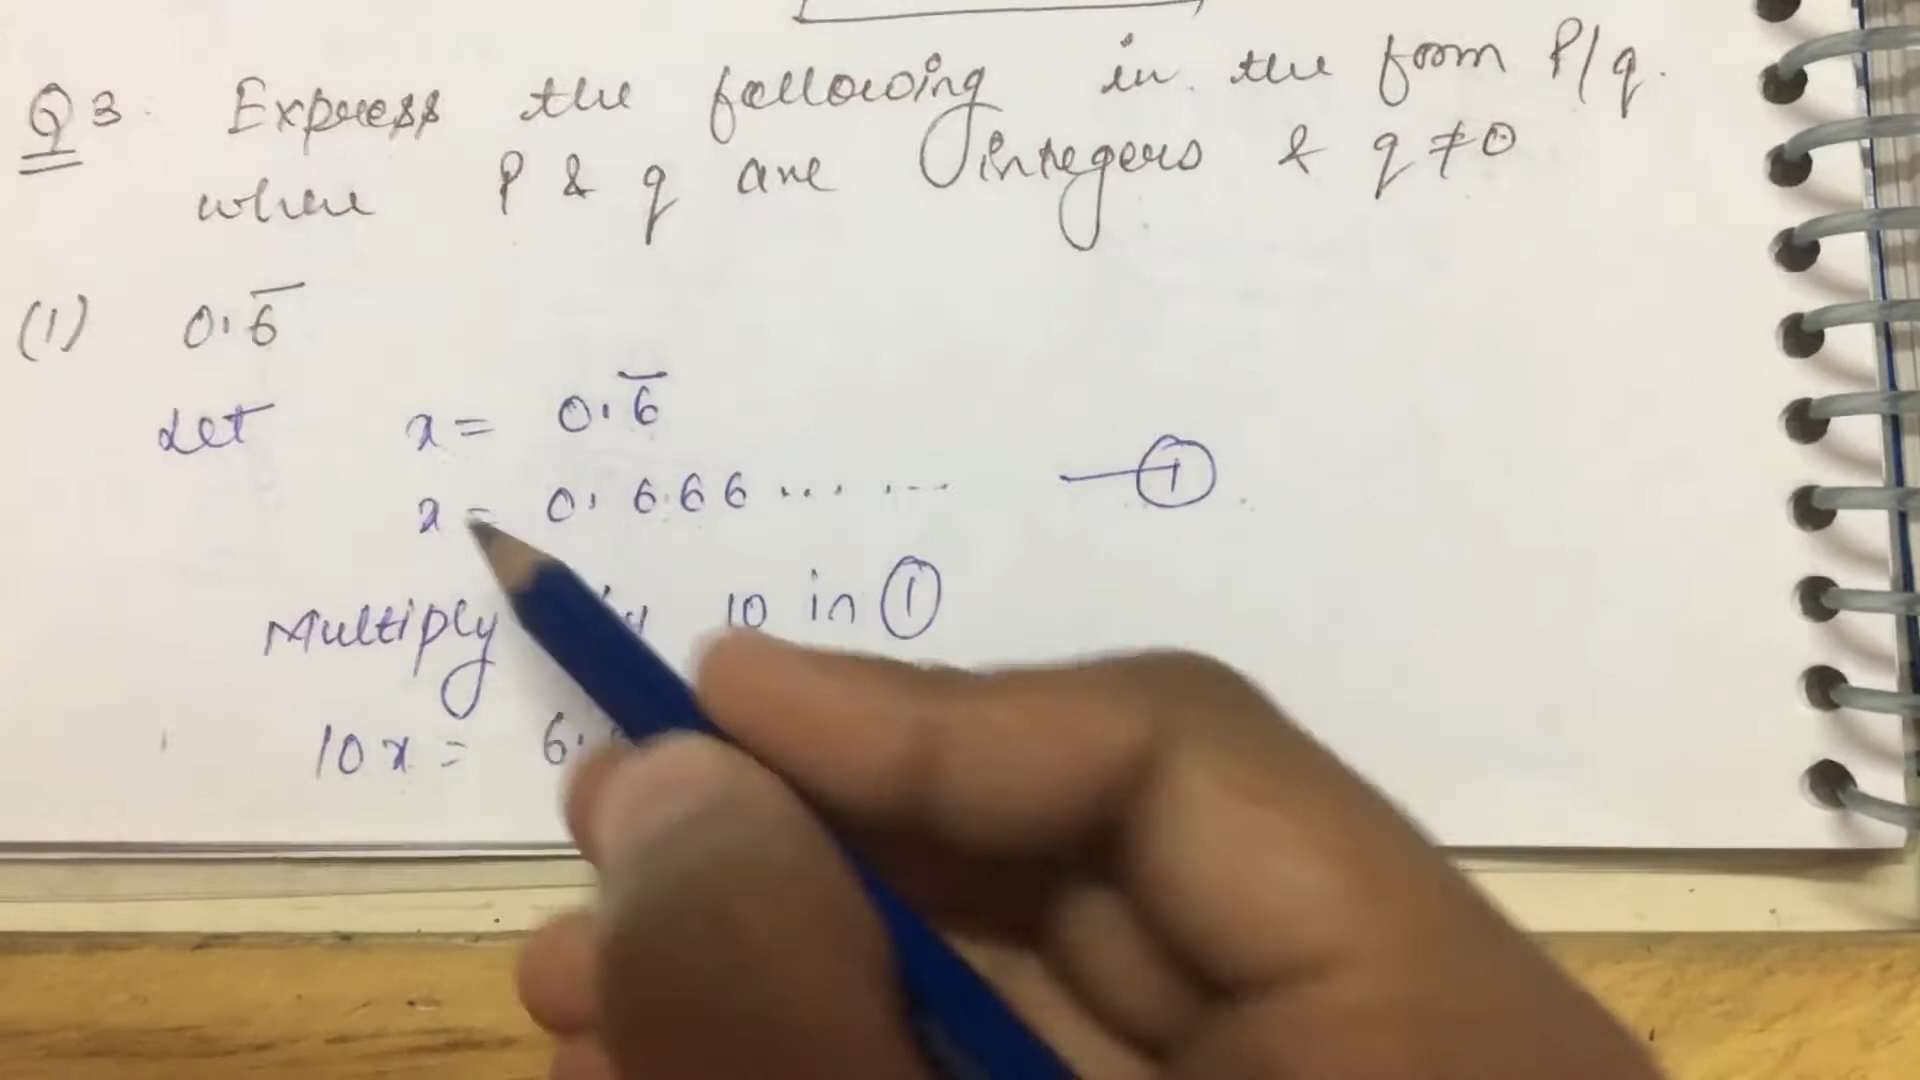 Q3. Express the following in the form P/q.
where P & q are integers & q ≠ 0
(1) 0.6̅
Let x = 0.6̅
x = 0.666 ......... — ①
Multiply 10 in ①
10x = 6.